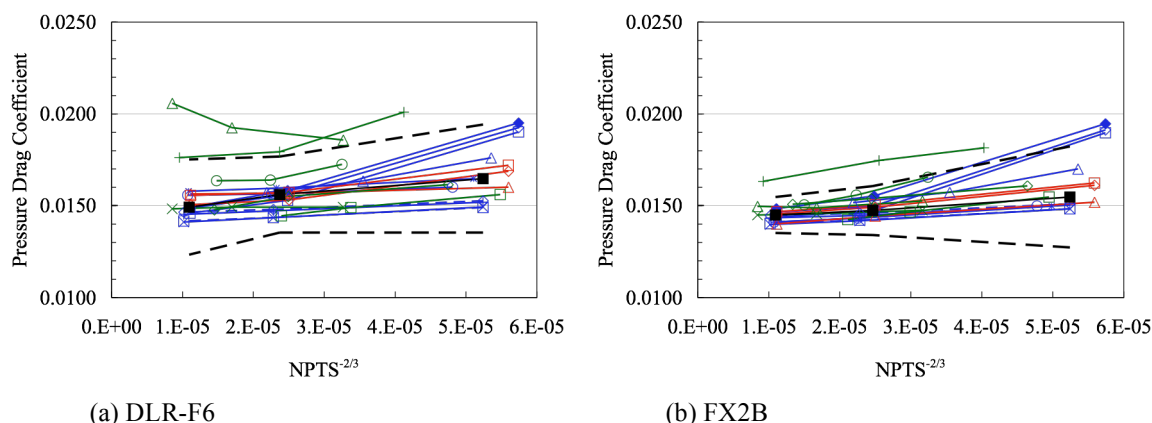 0.0250
0.0200
0.0150
0.0100
Pressure Drag Coefficient
0.E+00 1.E-05 2.E-05 3.E-05 4.E-05 5.E-05 6.E-05
NPTS-2/3
(a) DLR-F6
0.0250
0.0200
0.0150
0.0100
Pressure Drag Coefficient
0.E+00 1.E-05 2.E-05 3.E-05 4.E-05 5.E-05 6.E-05
NPTS-2/3
(b) FX2B